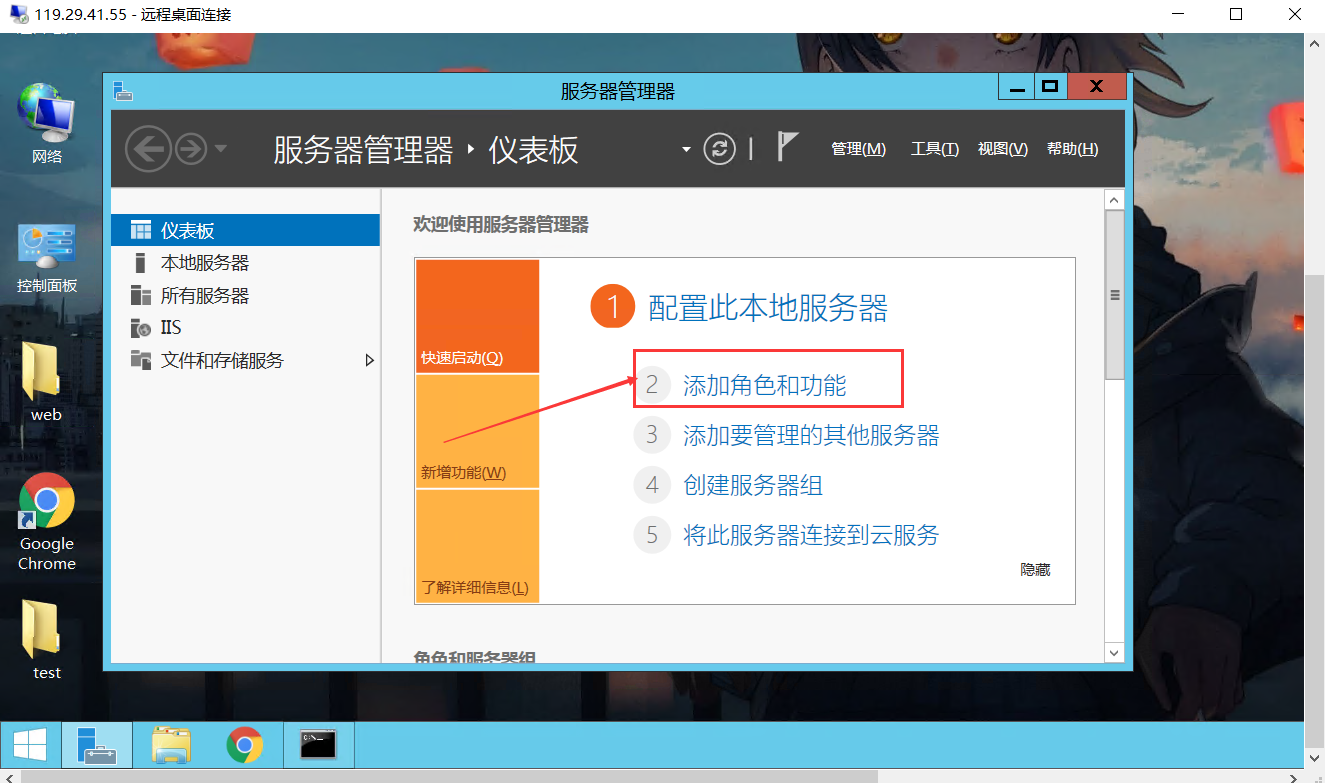 119.29.41.55 - 远程桌面连接
网络
控制面板
web
Google
Chrome
test
服务器管理器
服务器管理器 仪表板
管理(M) 工具(T) 视图(V) 帮助(H)
仪表板
本地服务器
所有服务器
IIS
文件和存储服务
欢迎使用服务器管理器
快速启动(Q)
新增功能(W)
了解详细信息(L)
1 配置此本地服务器
2 添加角色和功能
3 添加要管理的其他服务器
4 创建服务器组
5 将此服务器连接到云服务
隐藏
角色和服务器组